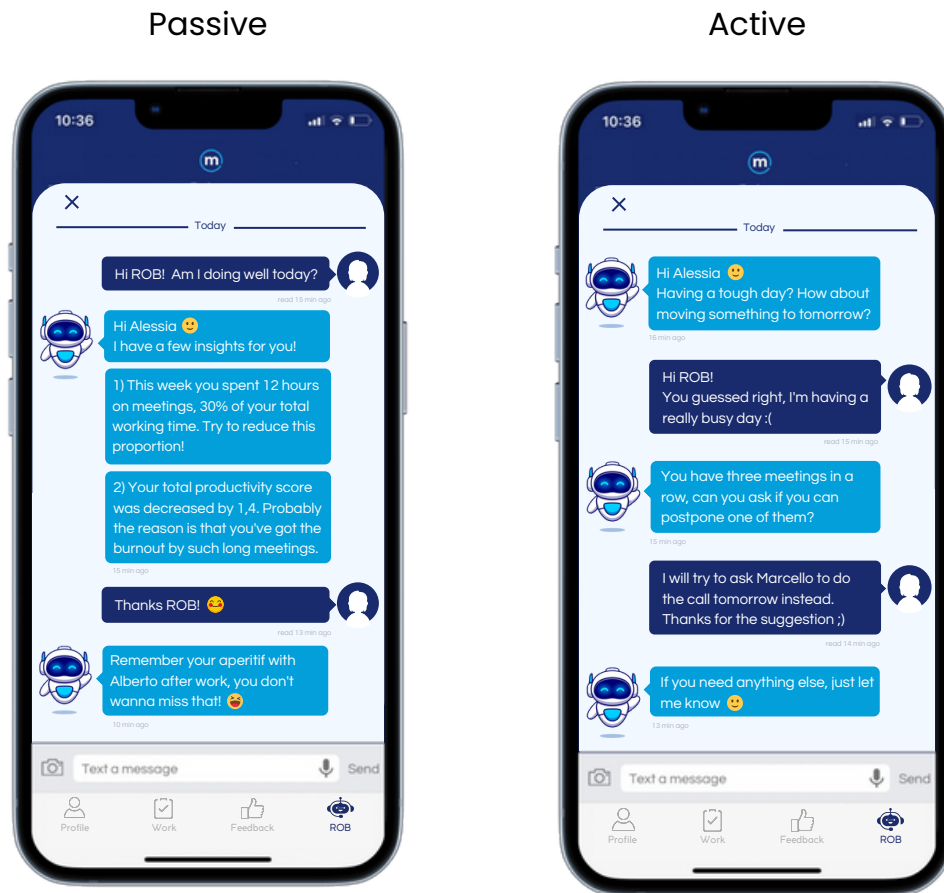 Passive
10:36
m
Today
Hi ROB! Am I doing well today?
read 15 min ago
Hi Alessia 🙂
I have a few insights for you!
1) This week you spent 12 hours
on meetings, 30% of your total
working time. Try to reduce this
proportion!
2) Your total productivity score
was decreased by 1,4. Probably
the reason is that you've got the
burnout by such long meetings.
15 min ago
Thanks ROB! 😂
read 13 min ago
Remember your aperitif with
Alberto after work, you don't
wanna miss that! 😆
10 min ago
Text a message
Send
Profile
Work
Feedback
ROB
Active
10:36
m
Today
Hi Alessia 🙂
Having a tough day? How about
moving something to tomorrow?
16 min ago
Hi ROB!
You guessed right, I'm having a
really busy day :(
read 15 min ago
You have three meetings in a
row, can you ask if you can
postpone one of them?
15 min ago
I will try to ask Marcello to do
the call tomorrow instead.
Thanks for the suggestion ;)
read 14 min ago
If you need anything else, just let
me know 🙂
13 min ago
Text a message
Send
Profile
Work
Feedback
ROB